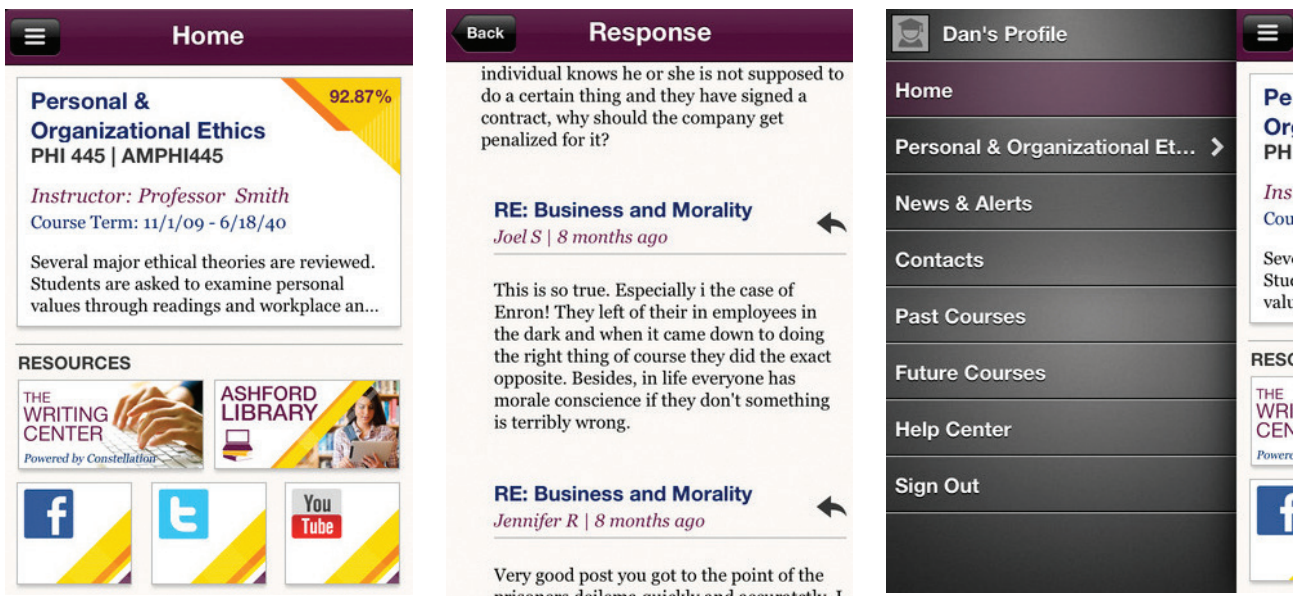 Home
92.87%
Personal &
Organizational Ethics
PHI 445 | AMPHI445
Instructor: Professor Smith
Course Term: 11/1/09 - 6/18/40
Several major ethical theories are reviewed.
Students are asked to examine personal
values through readings and workplace an...
RESOURCES
THE
WRITING
CENTER
Powered by Constellation
ASHFORD
LIBRARY
f
t
You
Tube
Back
Response
individual knows he or she is not supposed to
do a certain thing and they have signed a
contract, why should the company get
penalized for it?
RE: Business and Morality
Joel S | 8 months ago
This is so true. Especially i the case of
Enron! They left of their in employees in
the dark and when it came down to doing
the right thing of course they did the exact
opposite. Besides, in life everyone has
morale conscience if they don't something
is terribly wrong.
RE: Business and Morality
Jennifer R | 8 months ago
Very good post you got to the point of the
Dan's Profile
Home
Personal & Organizational Et...
News & Alerts
Contacts
Past Courses
Future Courses
Help Center
Sign Out
Pe
Org
PHI
Ins
Cou
Seve
Stud
valu
RESO
THE
WRI
CEN
Powere
f